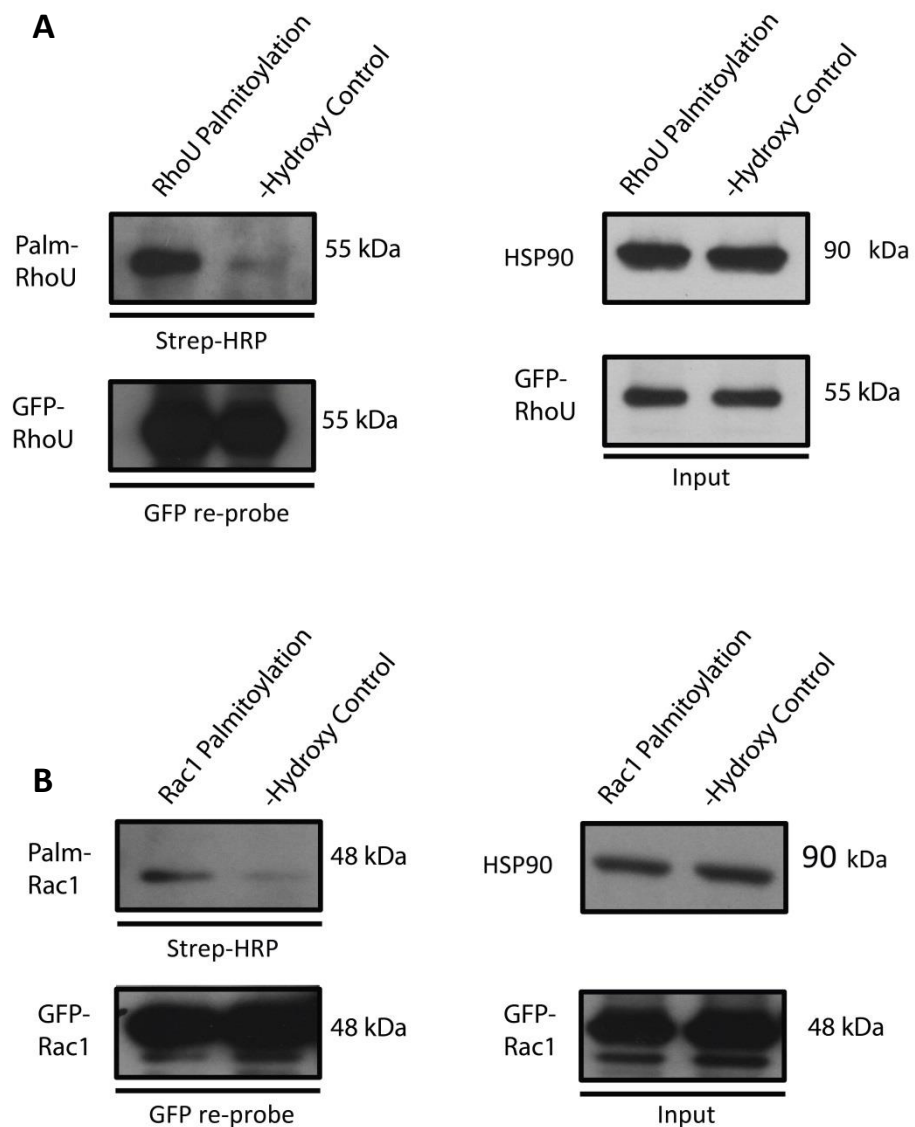 A
RhoU Palmitoylation
-Hydroxy Control
Palm-
RhoU
55 kDa
Strep-HRP
GFP-
RhoU
55 kDa
GFP re-probe
RhoU Palmitoylation
-Hydroxy Control
HSP90
90 kDa
GFP-
RhoU
55 kDa
Input
B
Rac1 Palmitoylation
-Hydroxy Control
Palm-
Rac1
48 kDa
Strep-HRP
GFP-
Rac1
48 kDa
GFP re-probe
Rac1 Palmitoylation
-Hydroxy Control
HSP90
90 kDa
GFP-
Rac1
48 kDa
Input